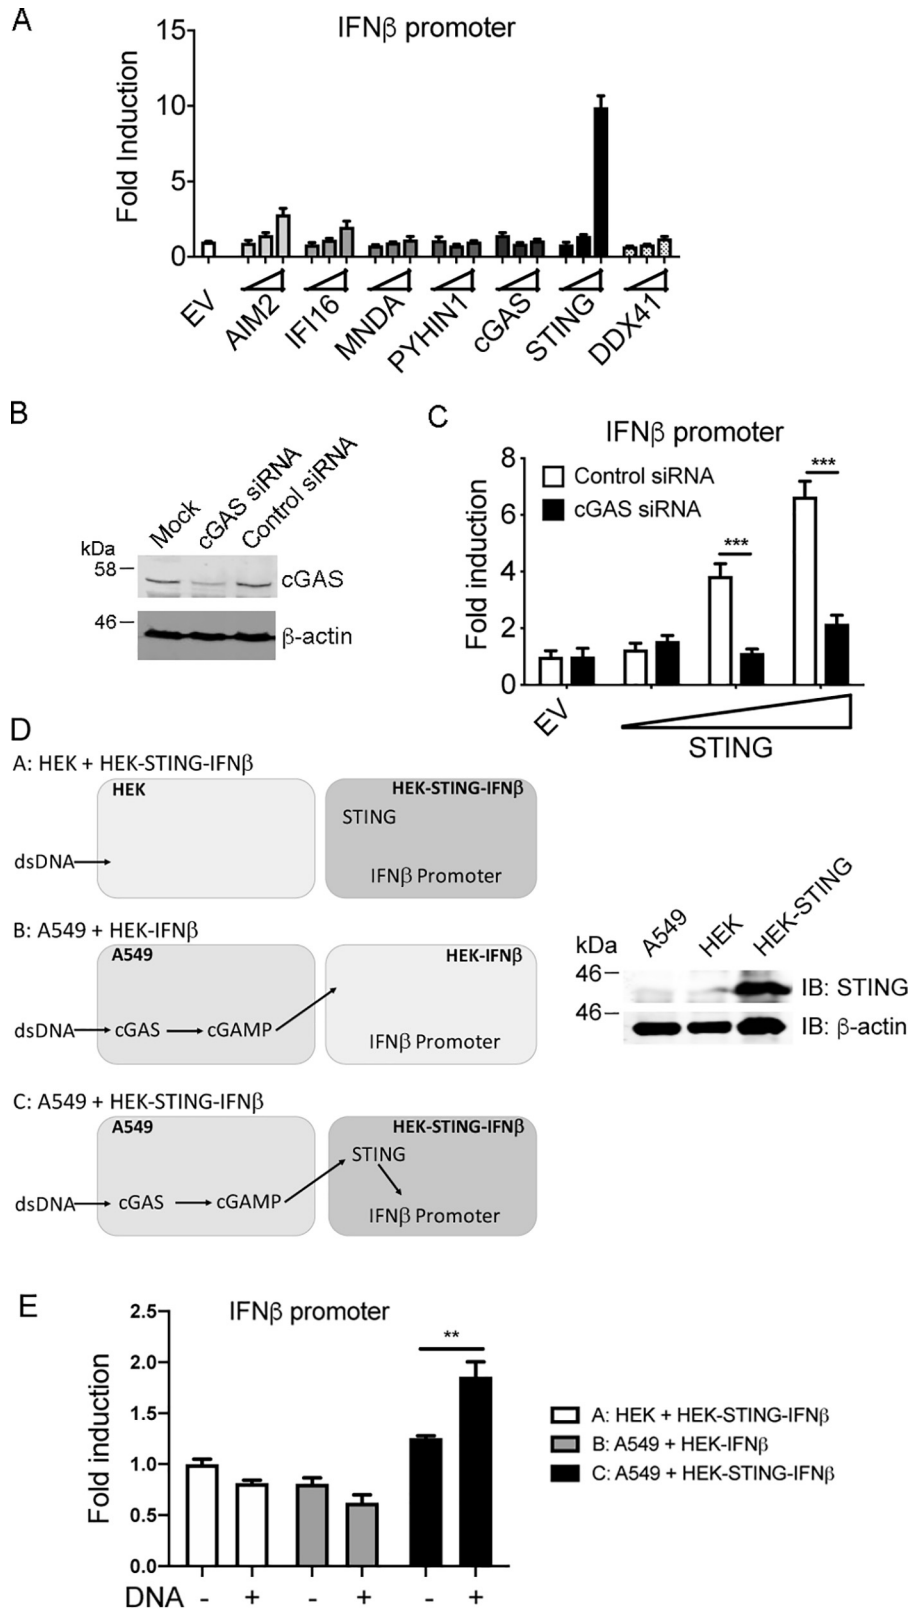 A
IFNβ promoter
Fold Induction
15
10
5
0
EV
AIM2
IFI16
MNDA
PYHIN1
cGAS
STING
DDX41
B
Mock
cGAS siRNA
Control siRNA
kDa
58
cGAS
46
β-actin
C
IFNβ promoter
Fold induction
8
6
4
2
0
Control siRNA
cGAS siRNA
***
***
EV
STING
D
A: HEK + HEK-STING-IFNβ
HEK
HEK-STING-IFNβ
STING
dsDNA
IFNβ Promoter
B: A549 + HEK-IFNβ
A549
HEK-IFNβ
dsDNA
cGAS
cGAMP
IFNβ Promoter
C: A549 + HEK-STING-IFNβ
A549
HEK-STING-IFNβ
STING
dsDNA
cGAS
cGAMP
IFNβ Promoter
A549
HEK
HEK-STING
kDa
46
IB: STING
46
IB: β-actin
E
IFNβ promoter
Fold induction
2.5
2.0
1.5
1.0
0.5
0.0
**
DNA - + - + - +
A: HEK + HEK-STING-IFNβ
B: A549 + HEK-IFNβ
C: A549 + HEK-STING-IFNβ